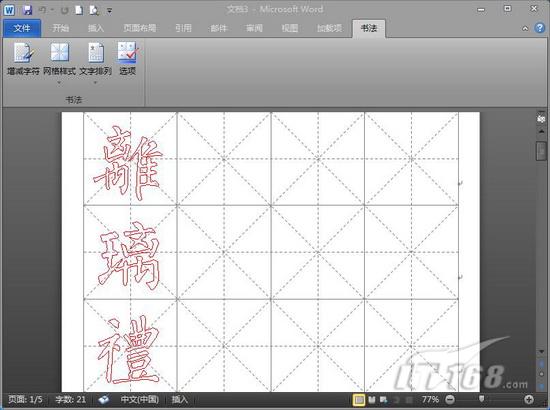 文档3 - Microsoft Word
文件 开始 插入 页面布局 引用 邮件 审阅 视图 加载项 书法
增减字符 网格样式 文字排列 选项
书法
離
璃
禮
IT168.com
页面: 1/5 字数: 21 中文(中国) 插入 77%